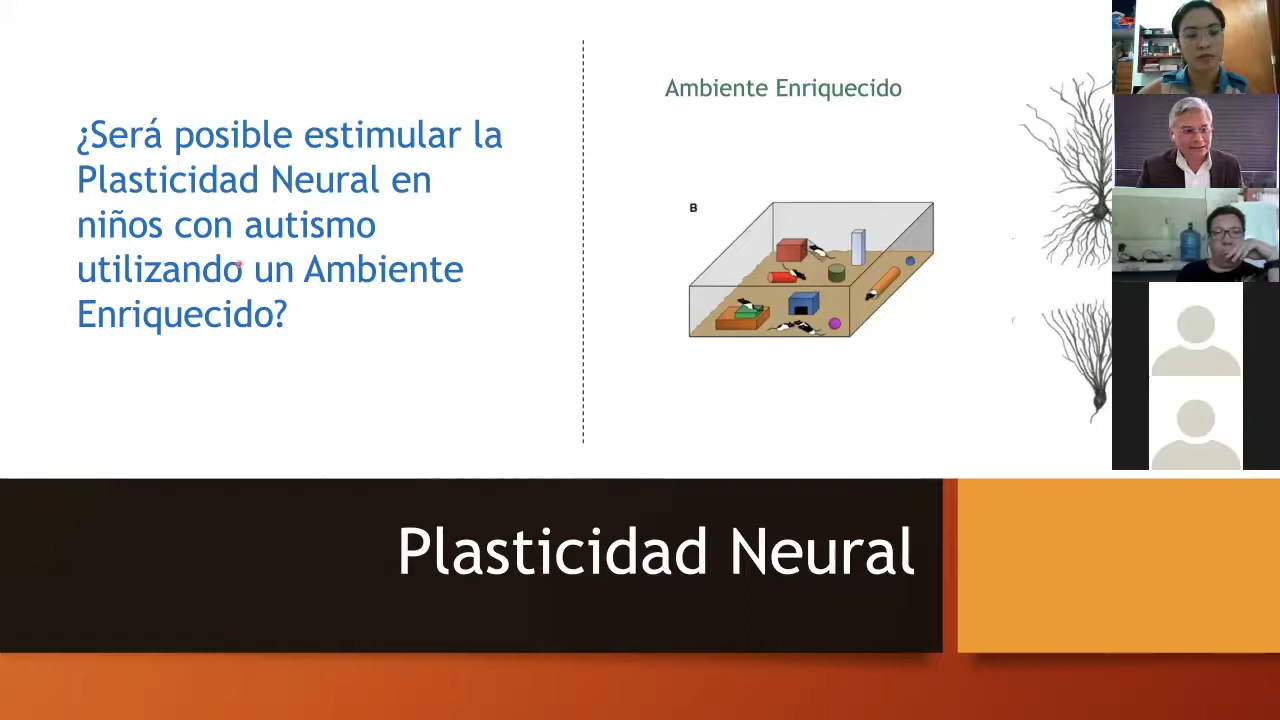 ¿Será posible estimular la
Plasticidad Neural en
niños con autismo
utilizando un Ambiente
Enriquecido?
Ambiente Enriquecido
B
Plasticidad Neural